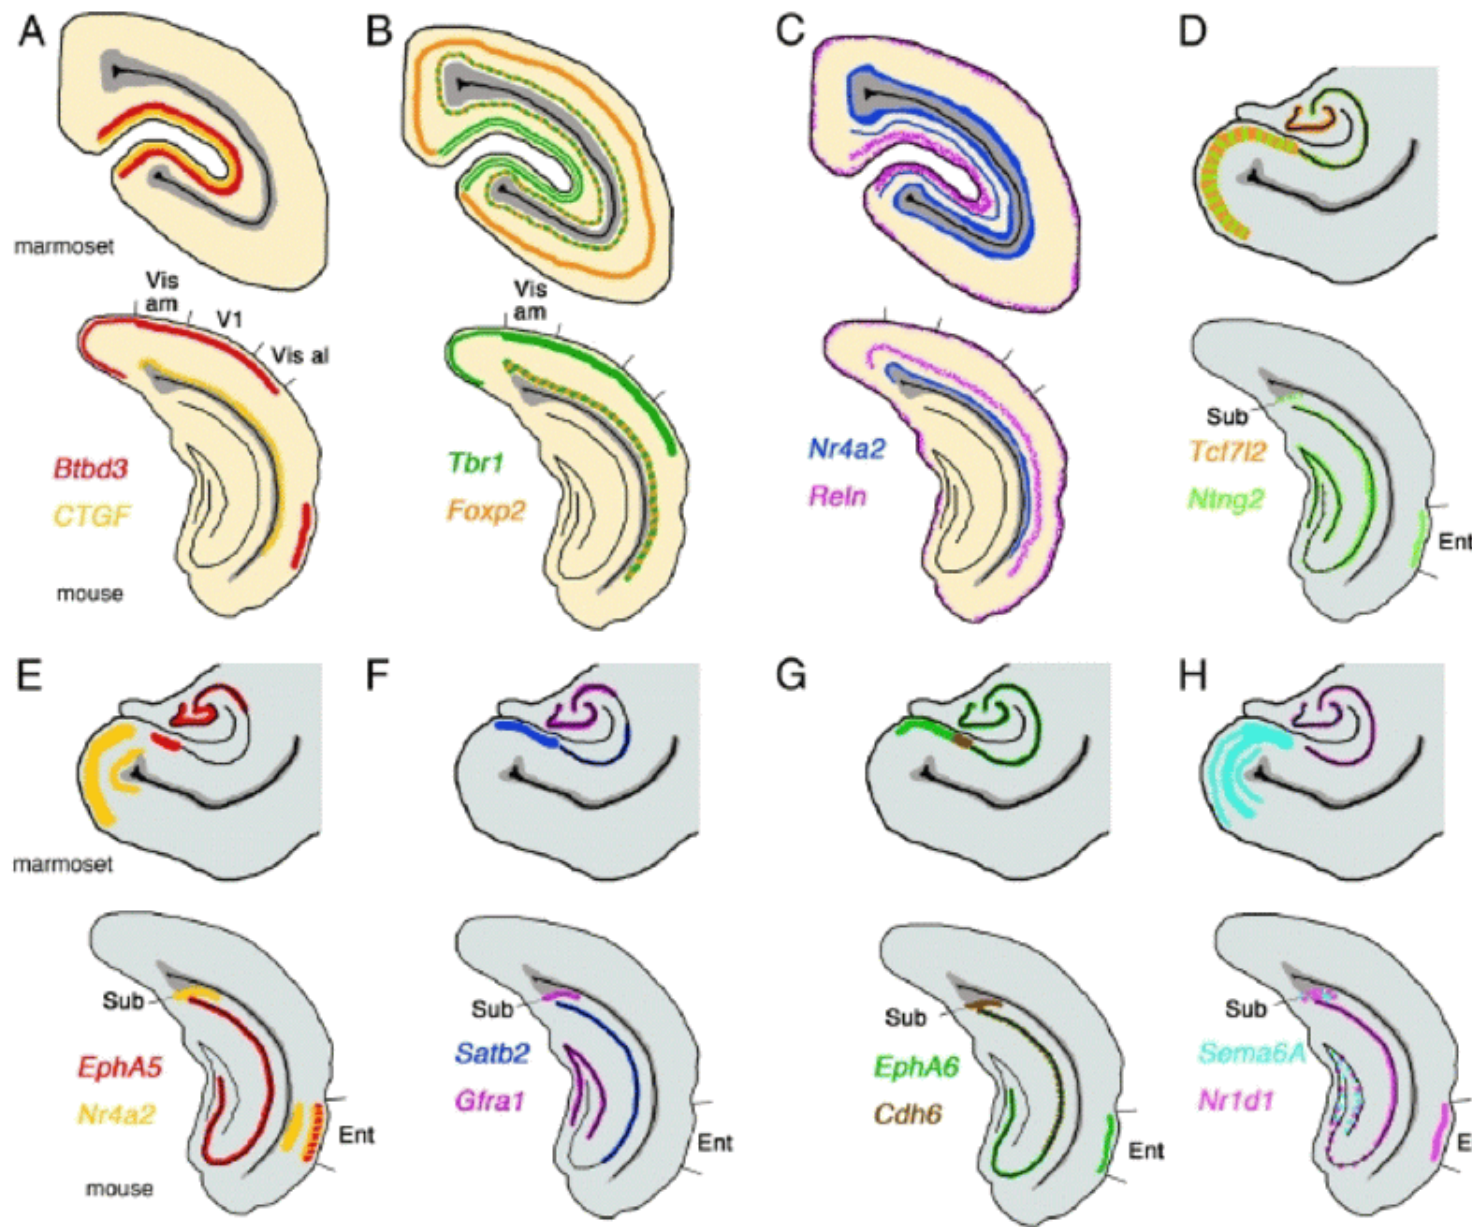 A
B
C
D
marmoset
Vis
am
V1
Vis al
Vis
am
Btbd3
CTGF
mouse
Tbr1
Foxp2
Nr4a2
Reln
Sub
Tcf7l2
Ntng2
Ent
E
F
G
H
marmoset
Sub
EphA5
Nr4a2
Ent
mouse
Sub
Satb2
Gfra1
Ent
Sub
EphA6
Cdh6
Ent
Sub
Sema6A
Nr1d1
E